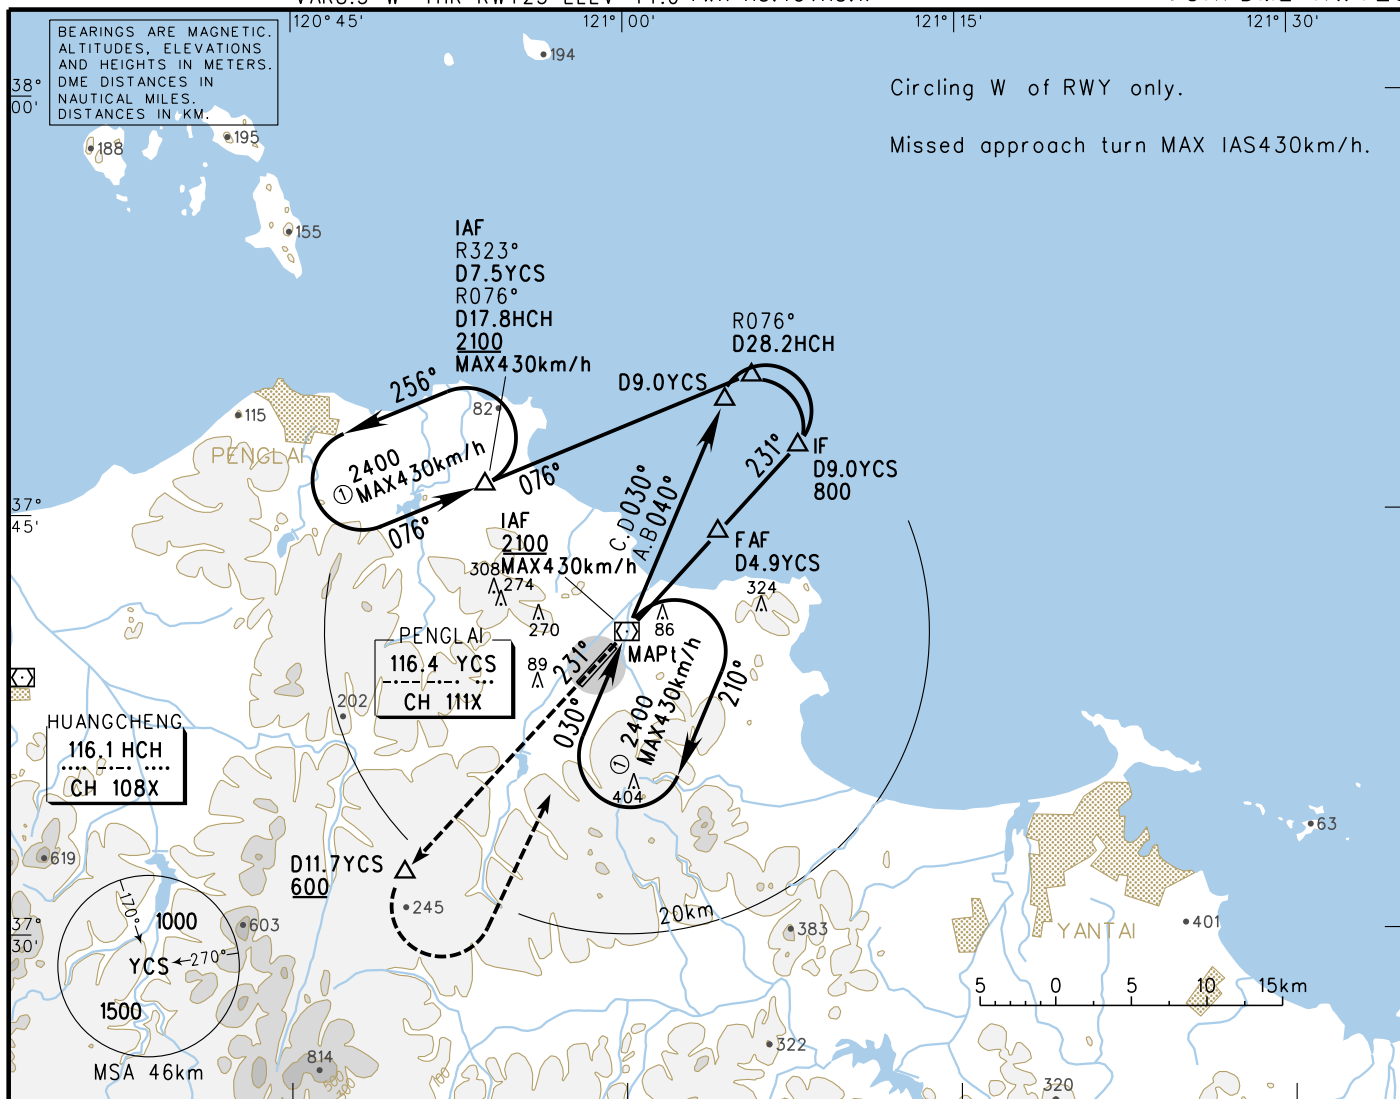 120°45'
121°00'
121°15'
121°30'
BEARINGS ARE MAGNETIC.
ALTITUDES, ELEVATIONS
AND HEIGHTS IN METERS.
DME DISTANCES IN
NAUTICAL MILES.
DISTANCES IN KM.
194
38°
00'
Circling W of RWY only.
Missed approach turn MAX IAS430km/h.
195
188
155
IAF
R323°
D7.5YCS
R076°
D17.8HCH
2100
MAX430km/h
R076°
D28.2HCH
D9.0YCS
256°
82
115
PENGLAI
2400
① MAX430km/h
076°
076°
231°
IF
D9.0YCS
800
37°
45'
C.D030°
A.B040°
IAF
2100
MAX430km/h
FAF
D4.9YCS
308
274
270
324
86
MAPt
PENGLAI
116.4 YCS
CH 111X
89
231°
030°
210°
① 2400
MAX430km/h
404
202
HUANGCHENG
116.1 HCH
CH 108X
619
63
D11.7YCS
600
245
20km
383
401
YANTAI
603
37°
30'
170°
1000
YCS
270°
1500
MSA 46km
5 0 5 10 15km
814
322
320
100